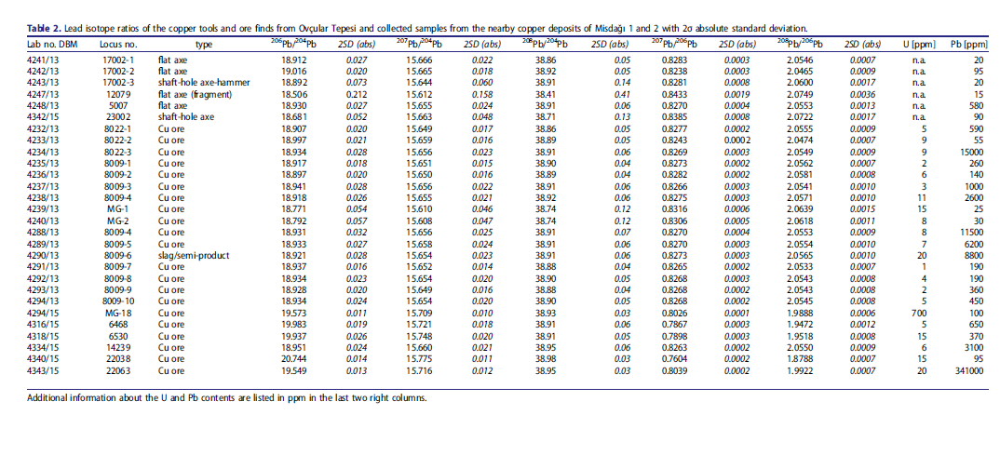 Table 2. Lead isotope ratios of the copper tools and ore finds from Ovçular Tepesi and collected samples from the nearby copper deposits of Misdağı 1 and 2 with 2σ absolute standard deviation.
Lab no. DBM Locus no. type 206Pb/204Pb 2SD (abs) 207Pb/204Pb 2SD (abs) 208Pb/204Pb 2SD (abs) 207Pb/206Pb 2SD (abs) 208Pb/206Pb 2SD (abs) U [ppm] Pb [ppm]
4241/13 17002-1 flat axe 18.912 0.027 15.666 0.022 38.86 0.05 0.8283 0.0003 2.0546 0.0007 n.a. 20
4242/13 17002-2 flat axe 19.016 0.020 15.665 0.018 38.92 0.05 0.8238 0.0003 2.0465 0.0009 n.a. 95
4243/13 17002-3 shaft-hole axe-hammer 18.892 0.073 15.644 0.060 38.91 0.14 0.8281 0.0008 2.0600 0.0017 n.a. 20
4247/13 12079 flat axe (fragment) 18.506 0.212 15.612 0.158 38.41 0.41 0.8433 0.0019 2.0749 0.0036 n.a. 15
4248/13 5007 flat axe 18.930 0.027 15.655 0.024 38.91 0.06 0.8270 0.0004 2.0553 0.0013 n.a. 580
4342/15 23002 shaft-hole axe 18.681 0.052 15.663 0.048 38.71 0.13 0.8385 0.0008 2.0722 0.0017 n.a. 90
4232/13 8022-1 Cu ore 18.907 0.020 15.649 0.017 38.86 0.05 0.8277 0.0002 2.0555 0.0009 5 590
4233/13 8022-2 Cu ore 18.997 0.021 15.659 0.016 38.89 0.05 0.8243 0.0002 2.0474 0.0007 9 55
4234/13 8022-3 Cu ore 18.934 0.028 15.656 0.023 38.91 0.06 0.8269 0.0003 2.0549 0.0009 9 15000
4235/13 8009-1 Cu ore 18.917 0.018 15.651 0.015 38.90 0.04 0.8273 0.0002 2.0562 0.0007 2 260
4236/13 8009-2 Cu ore 18.897 0.020 15.650 0.016 38.89 0.04 0.8282 0.0002 2.0581 0.0008 6 140
4237/13 8009-3 Cu ore 18.941 0.028 15.656 0.022 38.91 0.06 0.8266 0.0003 2.0541 0.0010 3 1000
4238/13 8009-4 Cu ore 18.918 0.026 15.655 0.021 38.92 0.06 0.8275 0.0003 2.0571 0.0010 11 2600
4239/13 MG-1 Cu ore 18.771 0.054 15.610 0.046 38.74 0.12 0.8316 0.0006 2.0639 0.0015 15 25
4240/13 MG-2 Cu ore 18.792 0.057 15.608 0.047 38.74 0.12 0.8306 0.0005 2.0618 0.0011 8 30
4288/13 8009-4 Cu ore 18.931 0.032 15.656 0.025 38.91 0.07 0.8270 0.0004 2.0553 0.0009 8 11500
4289/13 8009-5 Cu ore 18.933 0.027 15.658 0.024 38.91 0.06 0.8270 0.0003 2.0554 0.0010 7 6200
4290/13 8009-6 slag/semi-product 18.921 0.028 15.654 0.023 38.91 0.06 0.8273 0.0003 2.0565 0.0010 20 8800
4291/13 8009-7 Cu ore 18.937 0.016 15.652 0.014 38.88 0.04 0.8265 0.0002 2.0533 0.0007 1 190
4292/13 8009-8 Cu ore 18.934 0.023 15.654 0.020 38.90 0.05 0.8268 0.0003 2.0543 0.0008 4 190
4293/13 8009-9 Cu ore 18.928 0.020 15.649 0.016 38.88 0.04 0.8268 0.0002 2.0543 0.0008 2 360
4294/13 8009-10 Cu ore 18.934 0.024 15.654 0.020 38.90 0.05 0.8268 0.0002 2.0545 0.0008 5 450
4294/15 MG-18 Cu ore 19.573 0.011 15.709 0.010 38.93 0.03 0.8026 0.0001 1.9888 0.0006 700 100
4316/15 6468 Cu ore 19.983 0.019 15.721 0.018 38.91 0.06 0.7867 0.0003 1.9472 0.0012 5 650
4318/15 6530 Cu ore 19.937 0.026 15.748 0.020 38.91 0.05 0.7898 0.0003 1.9518 0.0008 15 370
4334/15 14239 Cu ore 18.951 0.024 15.660 0.021 38.95 0.06 0.8263 0.0002 2.0550 0.0009 6 3100
4340/15 22038 Cu ore 20.744 0.014 15.775 0.011 38.98 0.03 0.7604 0.0002 1.8788 0.0007 15 95
4343/15 22063 Cu ore 19.549 0.013 15.716 0.012 38.95 0.03 0.8039 0.0002 1.9922 0.0007 20 341000
Additional information about the U and Pb contents are listed in ppm in the last two right columns.